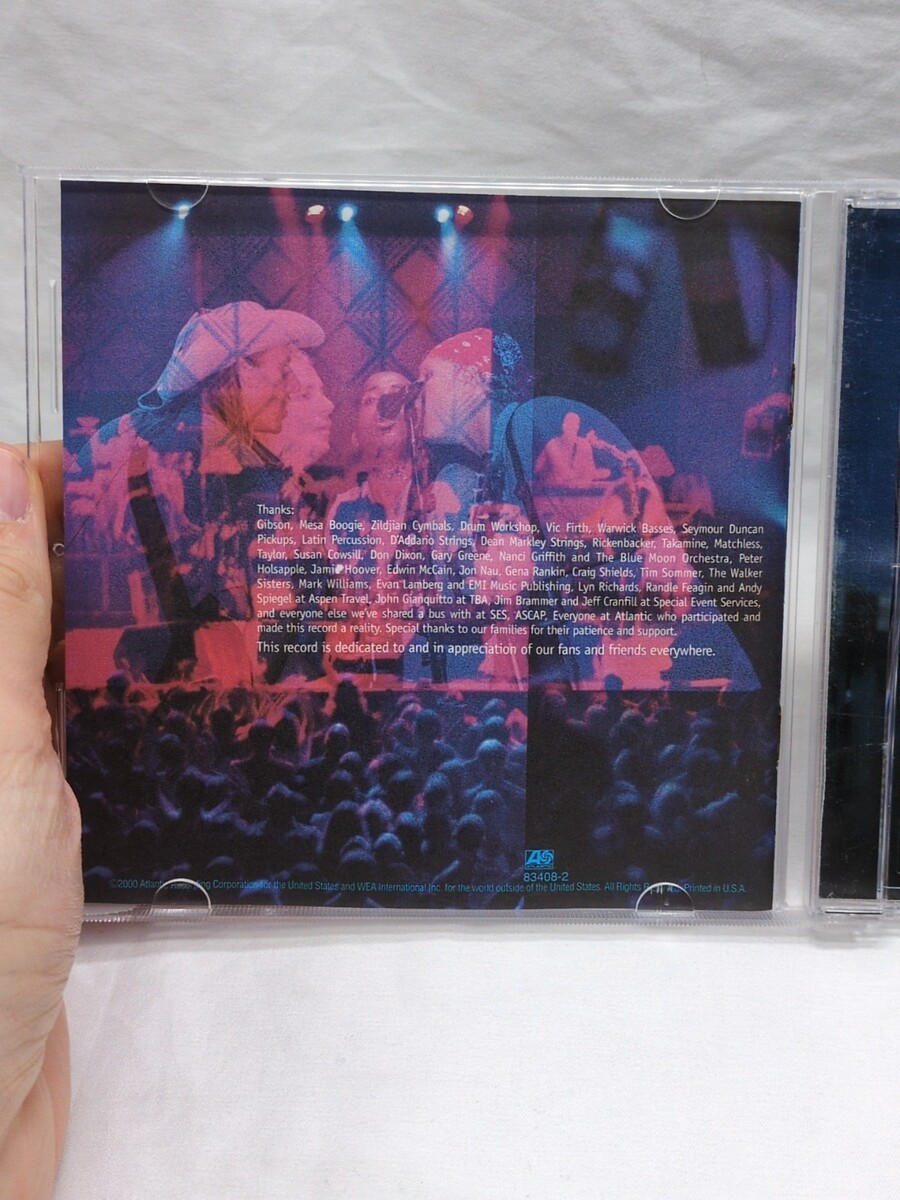 Thanks:
Gibson, Mesa Boogie, Zildjian Cymbals, Drum Workshop, Vic Firth, Warwick Basses, Seymour Duncan
Pickups, Latin Percussion, D'Addario Strings, Dean Markley Strings, Rickenbacker, Takamine, Matchless,
Taylor, Susan Cowsill, Don Dixon, Gary Greene, Nanci Griffith and The Blue Moon Orchestra, Peter
Holsapple, Jamie Hoover, Edwin McCain, Jon Nau, Gena Rankin, Craig Shields, Tim Sommer, The Walker
Sisters, Mark Williams, Evan Lamberg and EMI Music Publishing, Lyn Richards, Randle Feagin and Andy
Spiegel at Aspen Travel, John Gianquitto at TBA, Jim Brammer and Jeff Cranfill at Special Event Services,
and everyone else we've shared a bus with at SES, ASCAP, Everyone at Atlantic who participated and
made this record a reality. Special thanks to our families for their patience and support.
This record is dedicated to and in appreciation of our fans and friends everywhere.
ATLANTIC
83408-2
©2000 Atlantic Recording Corporation for the United States and WEA International Inc. for the world outside of the United States. All Rights Printed in U.S.A.